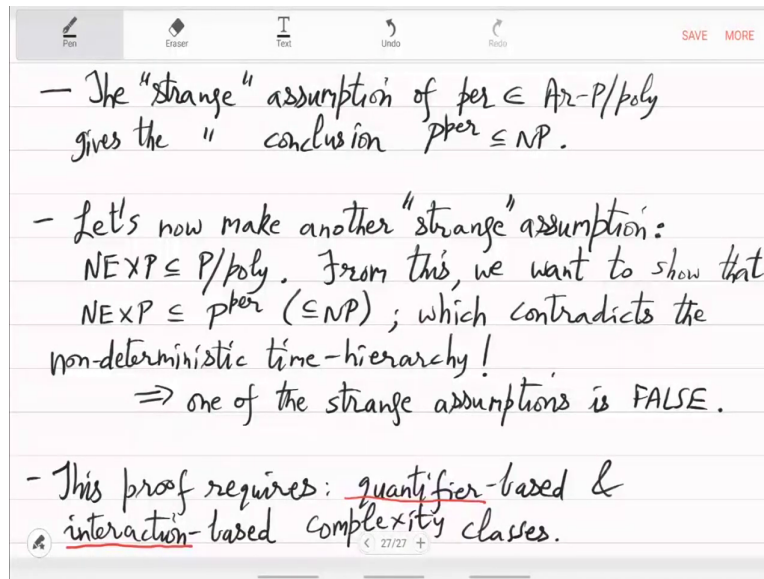 Pen Eraser Text Undo Redo SAVE MORE
- The "strange" assumption of per ∈ Ar-P/poly
gives the " conclusion P^per ⊆ NP.
- Let's now make another "strange" assumption:
NEXP ⊆ P/poly. From this, we want to show that
NEXP ⊆ P^per (⊆NP); which contradicts the
non-deterministic time-hierarchy!
⇒ one of the strange assumptions is FALSE.
- This proof requires: quantifier-based &
interaction-based complexity classes.
< 27/27 +